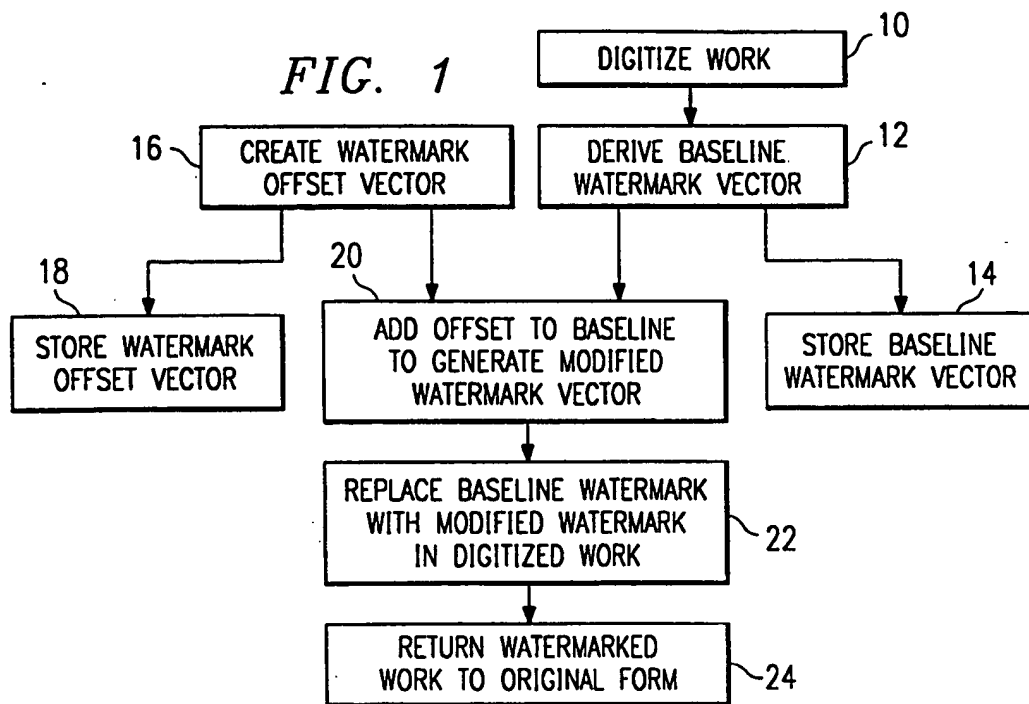 FIG. 1
10
DIGITIZE WORK
16
CREATE WATERMARK
OFFSET VECTOR
DERIVE BASELINE
WATERMARK VECTOR
12
18
STORE WATERMARK
OFFSET VECTOR
20
ADD OFFSET TO BASELINE
TO GENERATE MODIFIED
WATERMARK VECTOR
14
STORE BASELINE
WATERMARK VECTOR
REPLACE BASELINE WATERMARK
WITH MODIFIED WATERMARK
IN DIGITIZED WORK
22
RETURN WATERMARKED
WORK TO ORIGINAL FORM
24